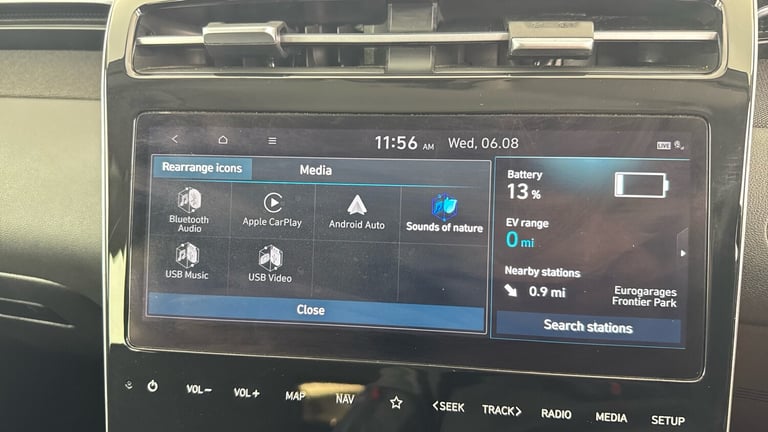 11:56 AM Wed, 06.08
LIVE
Rearrange icons Media
Bluetooth
Audio
Apple CarPlay
Android Auto
Sounds of nature
USB Music
USB Video
Close
Battery
13 %
EV range
0 mi
Nearby stations
0.9 mi
Eurogarages
Frontier Park
Search stations
VOL- VOL+ MAP NAV <SEEK TRACK> RADIO MEDIA SETUP